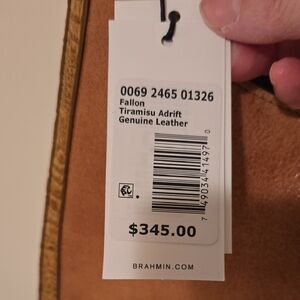 0069 2465 01326
Fallon
Tiramisu Adrift
Genuine Leather
7 49034 41497 0
$345.00
BRAHMIN.COM